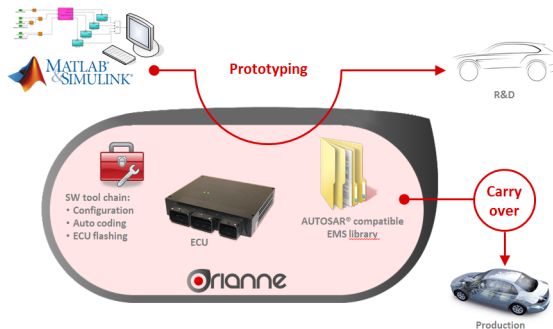 MATLAB®
&SIMULINK®
Prototyping
R&D
SW tool chain:
• Configuration
• Auto coding
• ECU flashing
ECU
AUTOSAR® compatible
EMS library
Carry
over
Orianne
Production